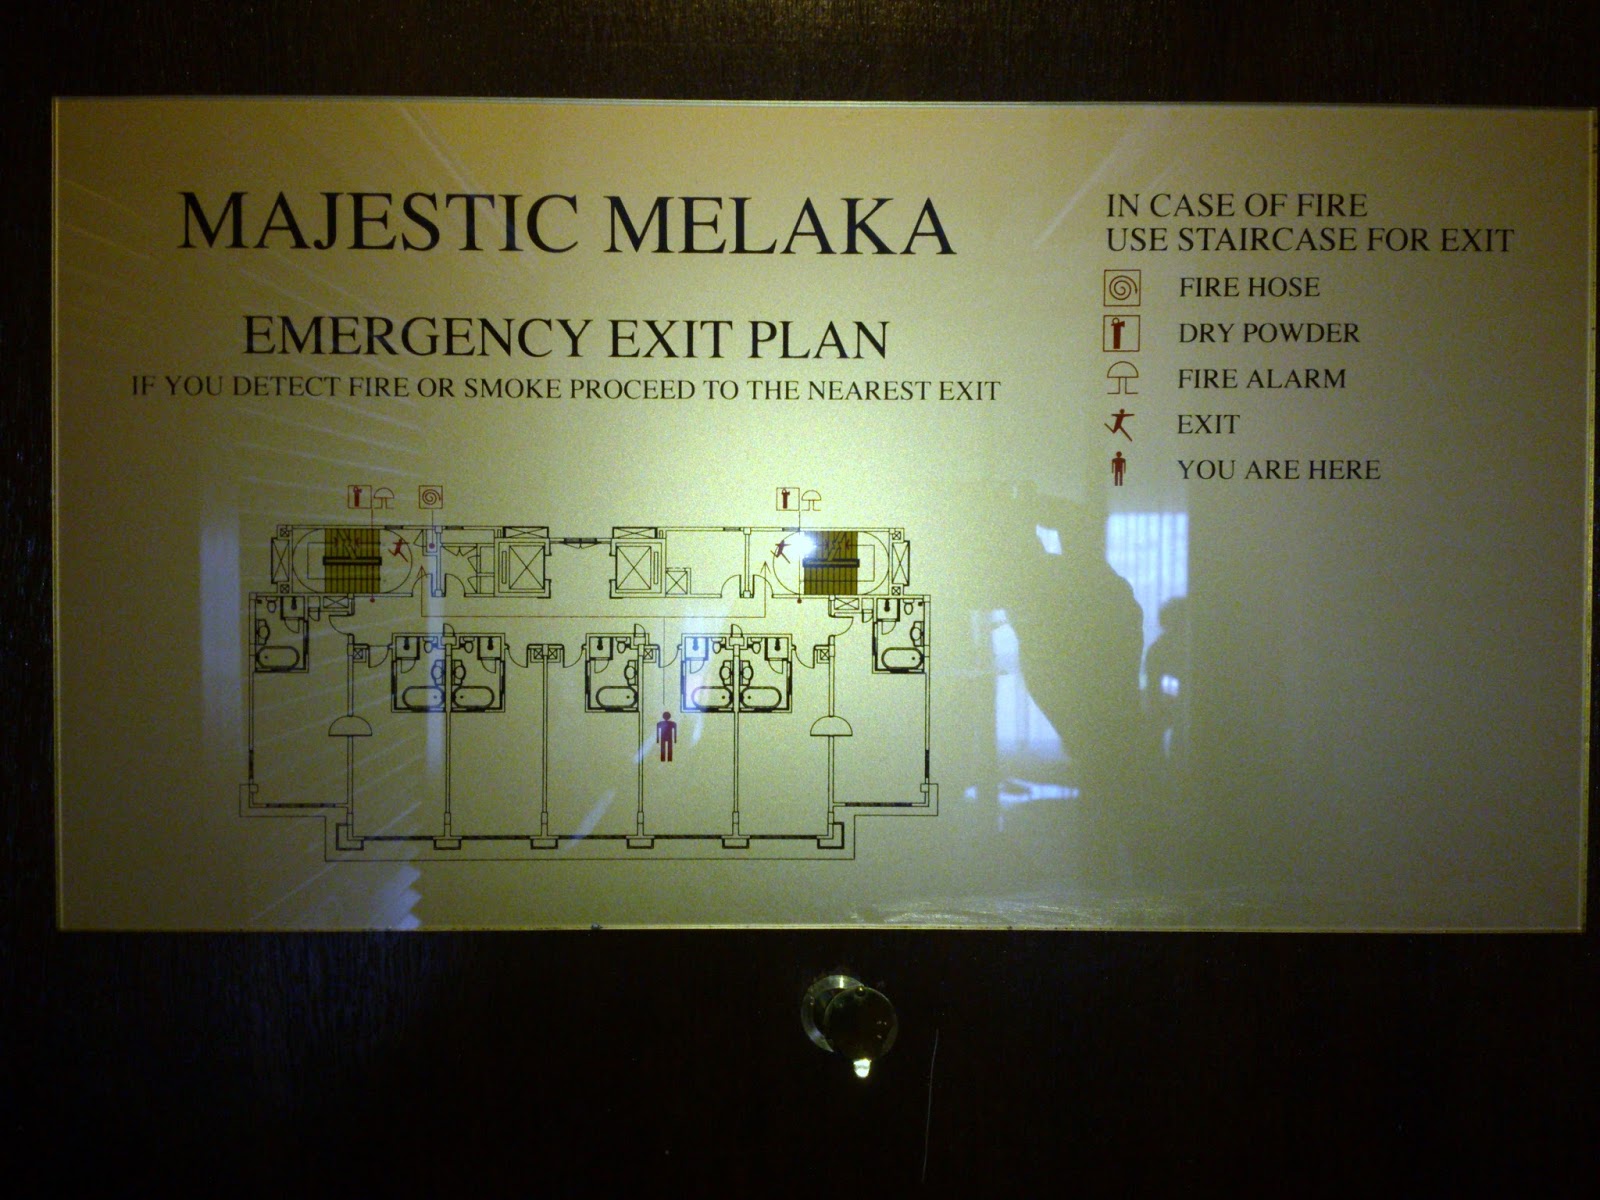 MAJESTIC MELAKA
EMERGENCY EXIT PLAN
IF YOU DETECT FIRE OR SMOKE PROCEED TO THE NEAREST EXIT
IN CASE OF FIRE
USE STAIRCASE FOR EXIT
FIRE HOSE
DRY POWDER
FIRE ALARM
EXIT
YOU ARE HERE